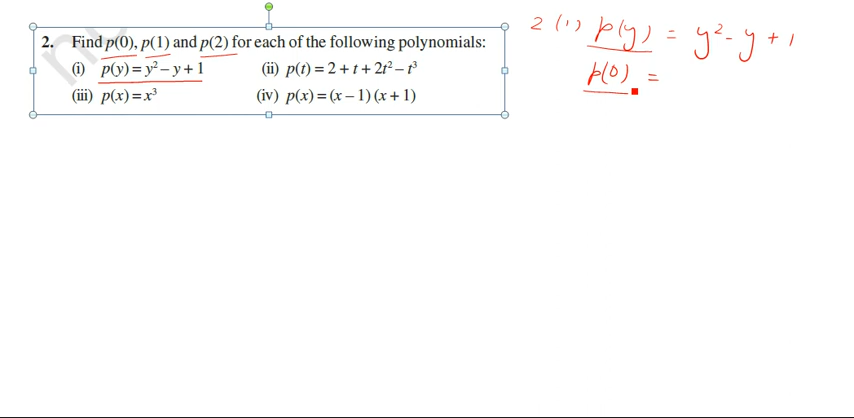 2. Find p(0), p(1) and p(2) for each of the following polynomials:
(i) p(y) = y² – y + 1 (ii) p(t) = 2 + t + 2t² – t³
(iii) p(x) = x³ (iv) p(x) = (x – 1) (x + 1)
2 (i) p(y) = y² - y + 1
p(0) =